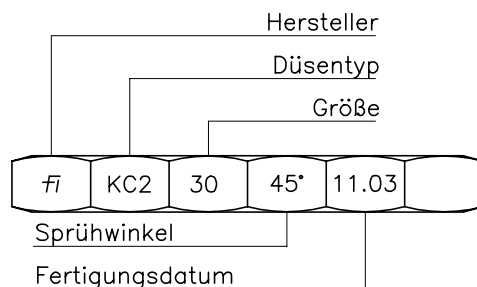 Hersteller
Düsentyp
Größe
fi KC2 30 45° 11.03
Sprühwinkel
Fertigungsdatum